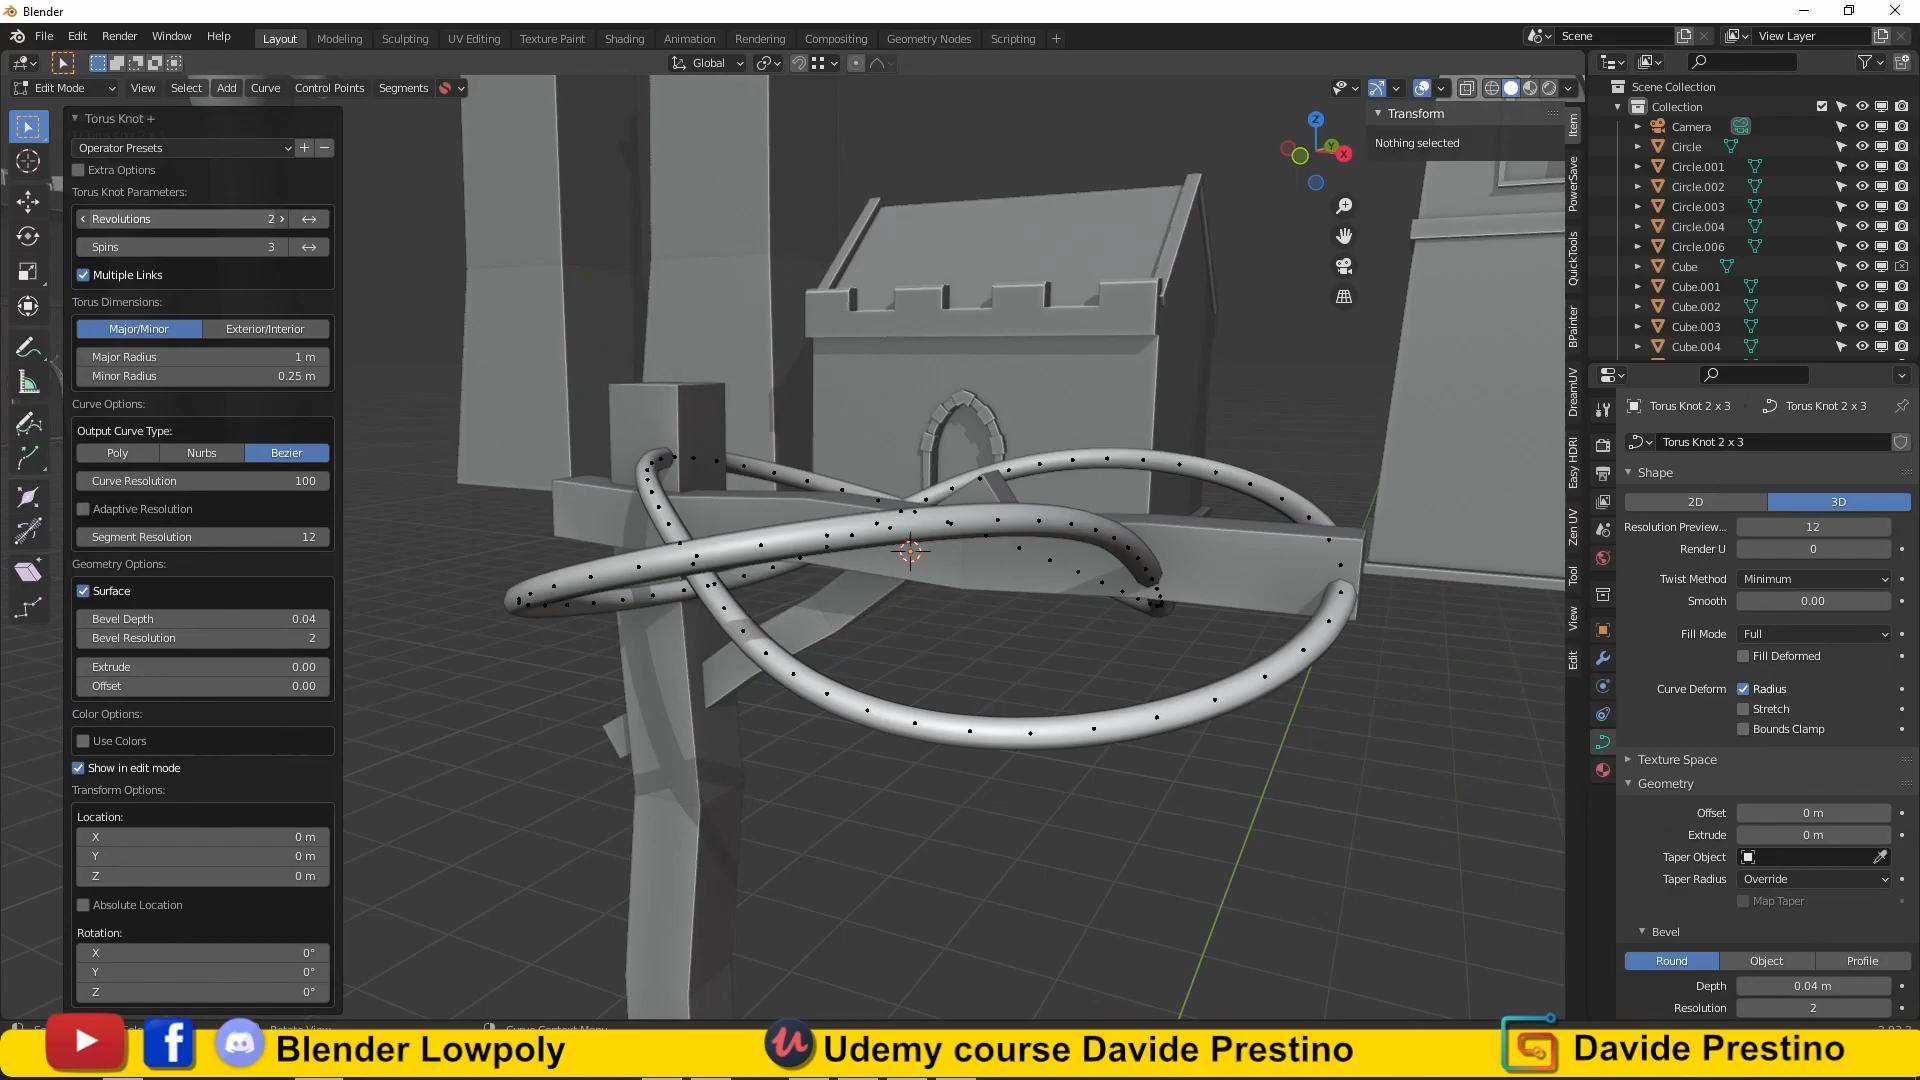 Blender
File Edit Render Window Help Layout Modeling Sculpting UV Editing Texture Paint Shading Animation Rendering Compositing Geometry Nodes Scripting +
Scene View Layer
Global
Edit Mode View Select Add Curve Control Points Segments
Torus Knot +
Operator Presets
Extra Options
Torus Knot Parameters:
Revolutions 2
Spins 3
Multiple Links
Torus Dimensions:
Major/Minor Exterior/Interior
Major Radius 1 m
Minor Radius 0.25 m
Curve Options:
Output Curve Type:
Poly Nurbs Bezier
Curve Resolution 100
Adaptive Resolution
Segment Resolution 12
Geometry Options:
Surface
Bevel Depth 0.04
Bevel Resolution 2
Extrude 0.00
Offset 0.00
Color Options:
Use Colors
Show in edit mode
Transform Options:
Location:
X 0 m
Y 0 m
Z 0 m
Absolute Location
Rotation:
X 0°
Y 0°
Z 0°
Z
Y
X
Transform
Nothing selected
Item
PowerSave
QuickTools
BPainter
DreamUV
Easy HDRI
Zen UV
Tool
View
Edit
Scene Collection
Collection
Camera
Circle
Circle.001
Circle.002
Circle.003
Circle.004
Circle.006
Cube
Cube.001
Cube.002
Cube.003
Cube.004
Torus Knot 2 x 3 Torus Knot 2 x 3
Torus Knot 2 x 3
Shape
2D 3D
Resolution Preview... 12
Render U 0
Twist Method Minimum
Smooth 0.00
Fill Mode Full
Fill Deformed
Curve Deform Radius
Stretch
Bounds Clamp
Texture Space
Geometry
Offset 0 m
Extrude 0 m
Taper Object
Taper Radius Override
Map Taper
Bevel
Round Object Profile
Depth 0.04 m
Resolution 2
Blender Lowpoly
Udemy course Davide Prestino
Davide Prestino